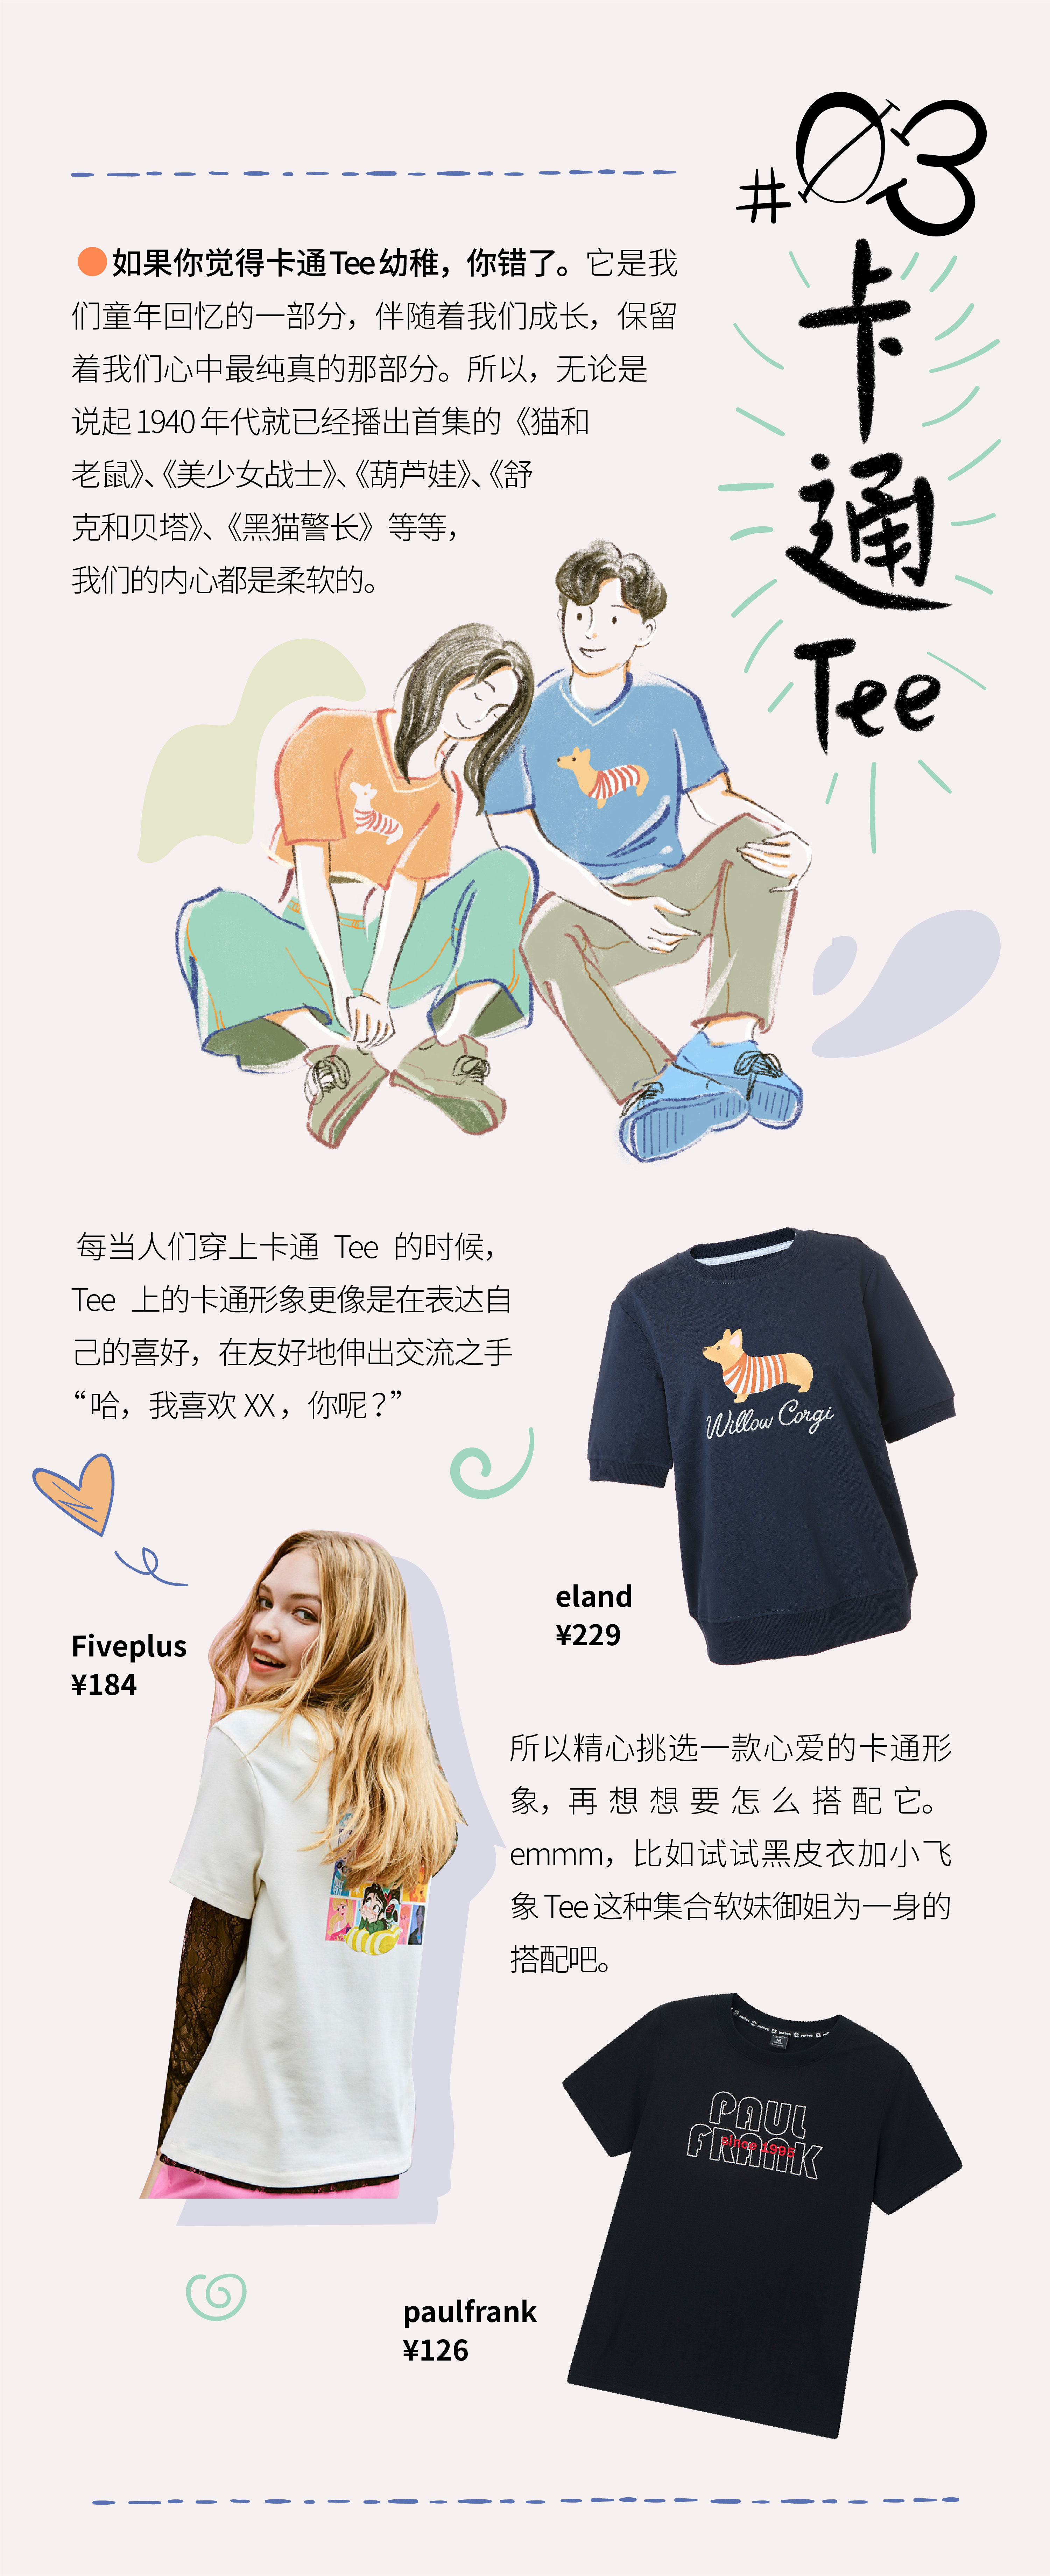 #03
卡通Tee
如果你觉得卡通Tee幼稚，你错了。它是我
们童年回忆的一部分，伴随着我们成长，保留
着我们心中最纯真的那部分。所以，无论是
说起1940年代就已经播出首集的《猫和
老鼠》、《美少女战士》、《葫芦娃》、《舒
克和贝塔》、《黑猫警长》等等，
我们的内心都是柔软的。
每当人们穿上卡通 Tee 的时候，
Tee 上的卡通形象更像是在表达自
己的喜好，在友好地伸出交流之手
“哈，我喜欢 XX，你呢？”
Willow Corgi
eland
¥229
Fiveplus
¥184
所以精心挑选一款心爱的卡通形
象，再想想要怎么搭配它。
emmm，比如试试黑皮衣加小飞
象Tee这种集合软妹御姐为一身的
搭配吧。
PAUL
FRANK
since 1995
paulfrank
¥126